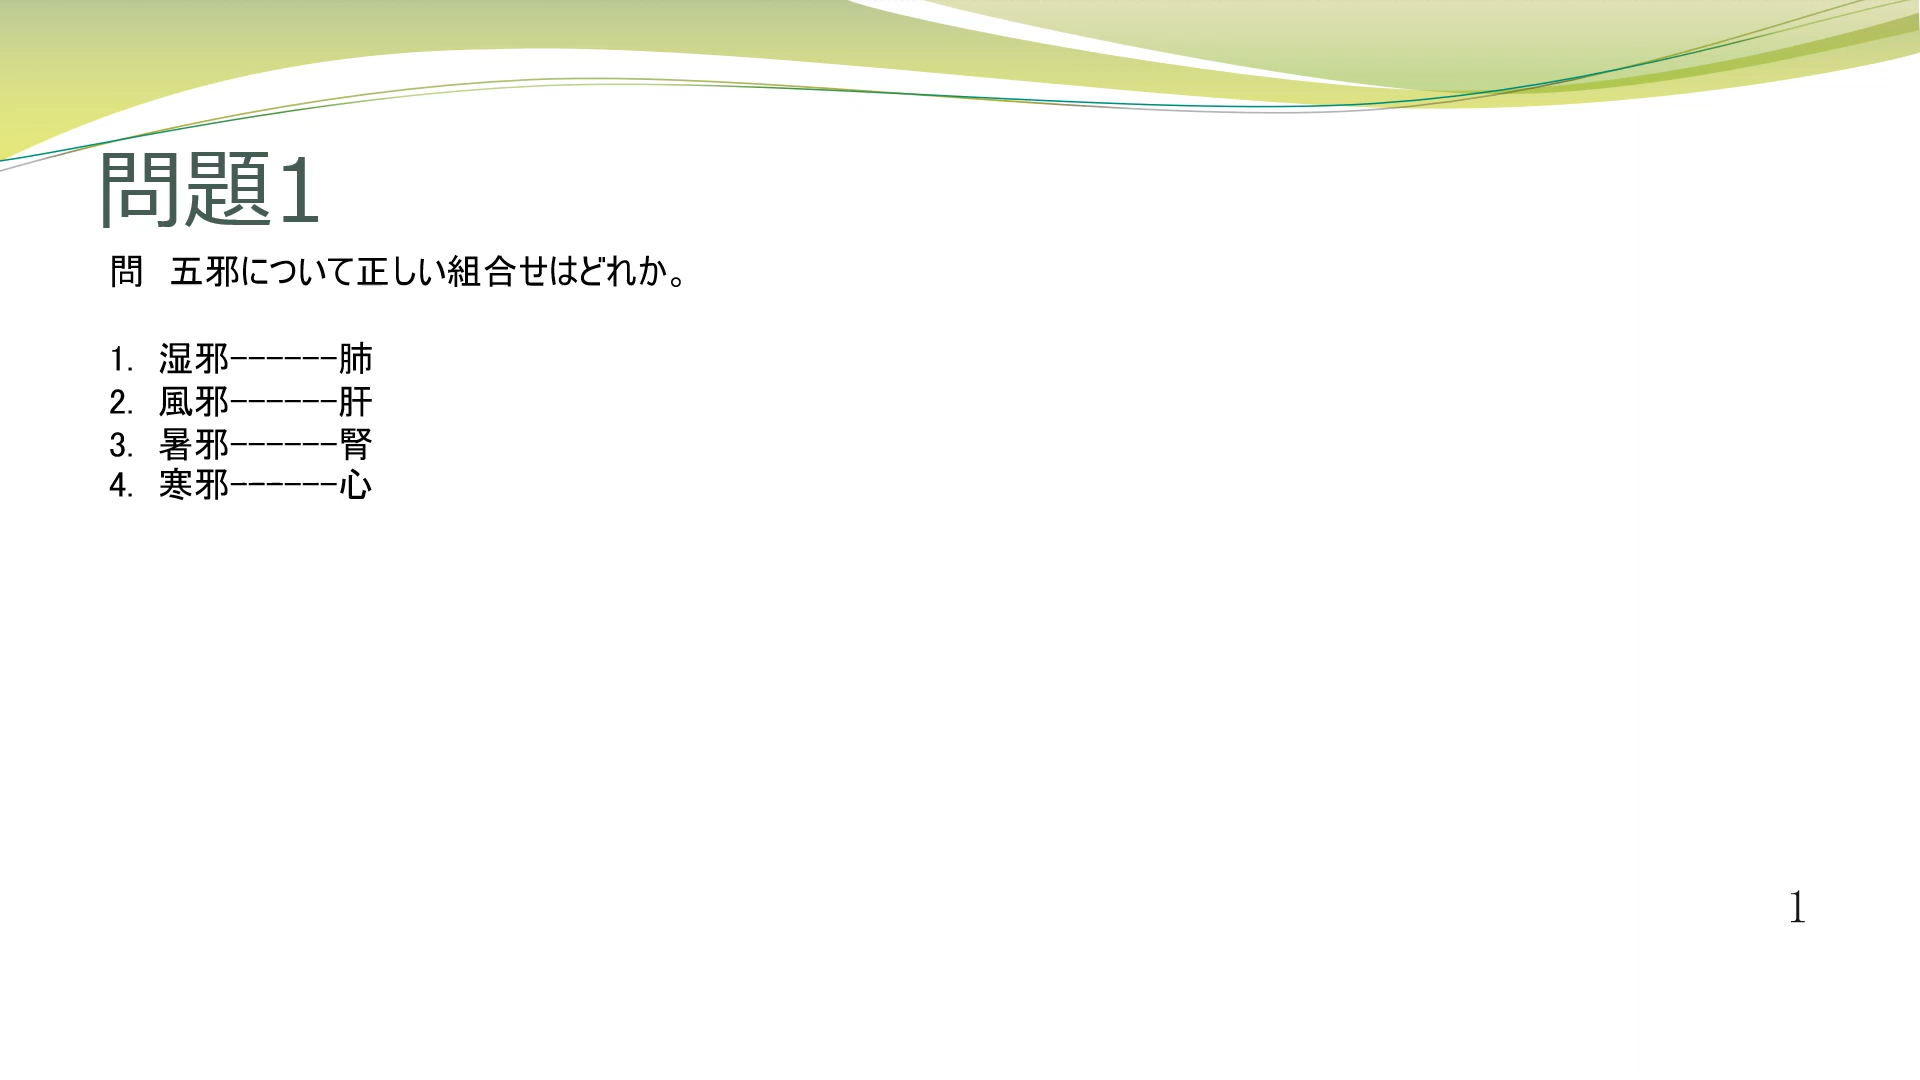 問題1
問　五邪について正しい組合せはどれか。
1. 湿邪------肺
2. 風邪------肝
3. 暑邪------腎
4. 寒邪------心
1